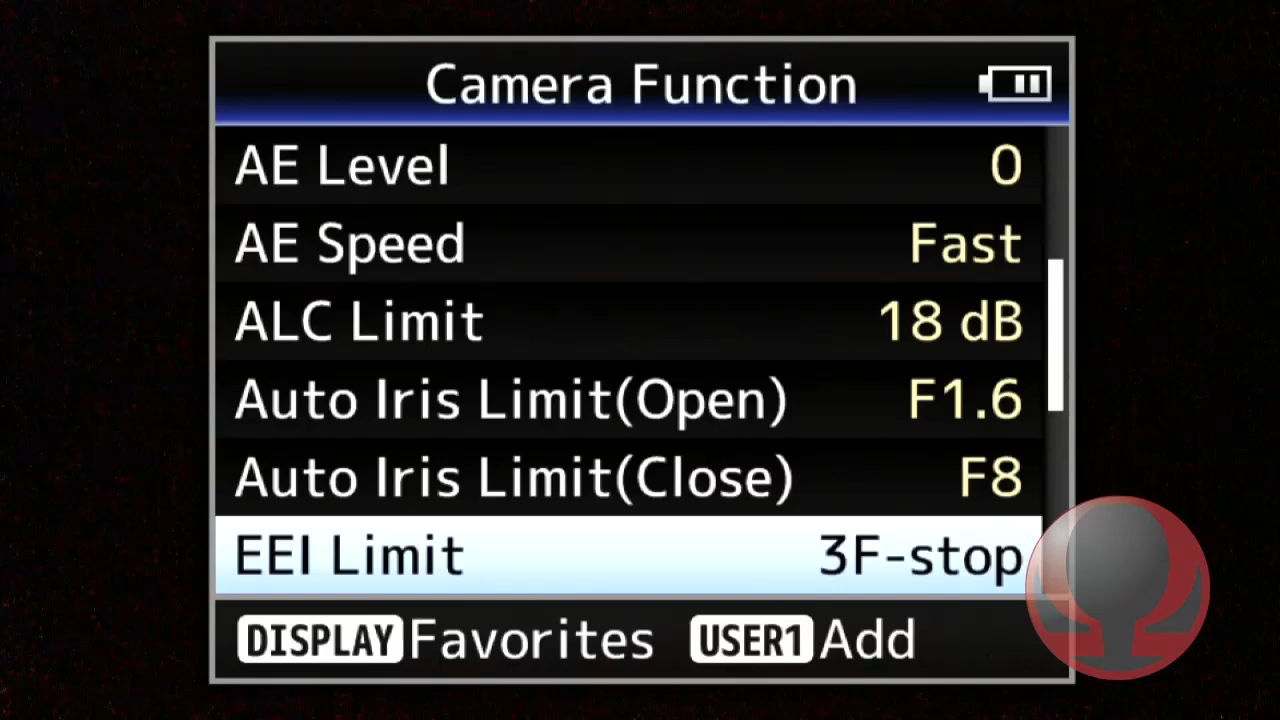 Camera Function
AE Level 0
AE Speed Fast
ALC Limit 18 dB
Auto Iris Limit(Open) F1.6
Auto Iris Limit(Close) F8
EEI Limit 3F-stop
DISPLAY Favorites USER1 Add